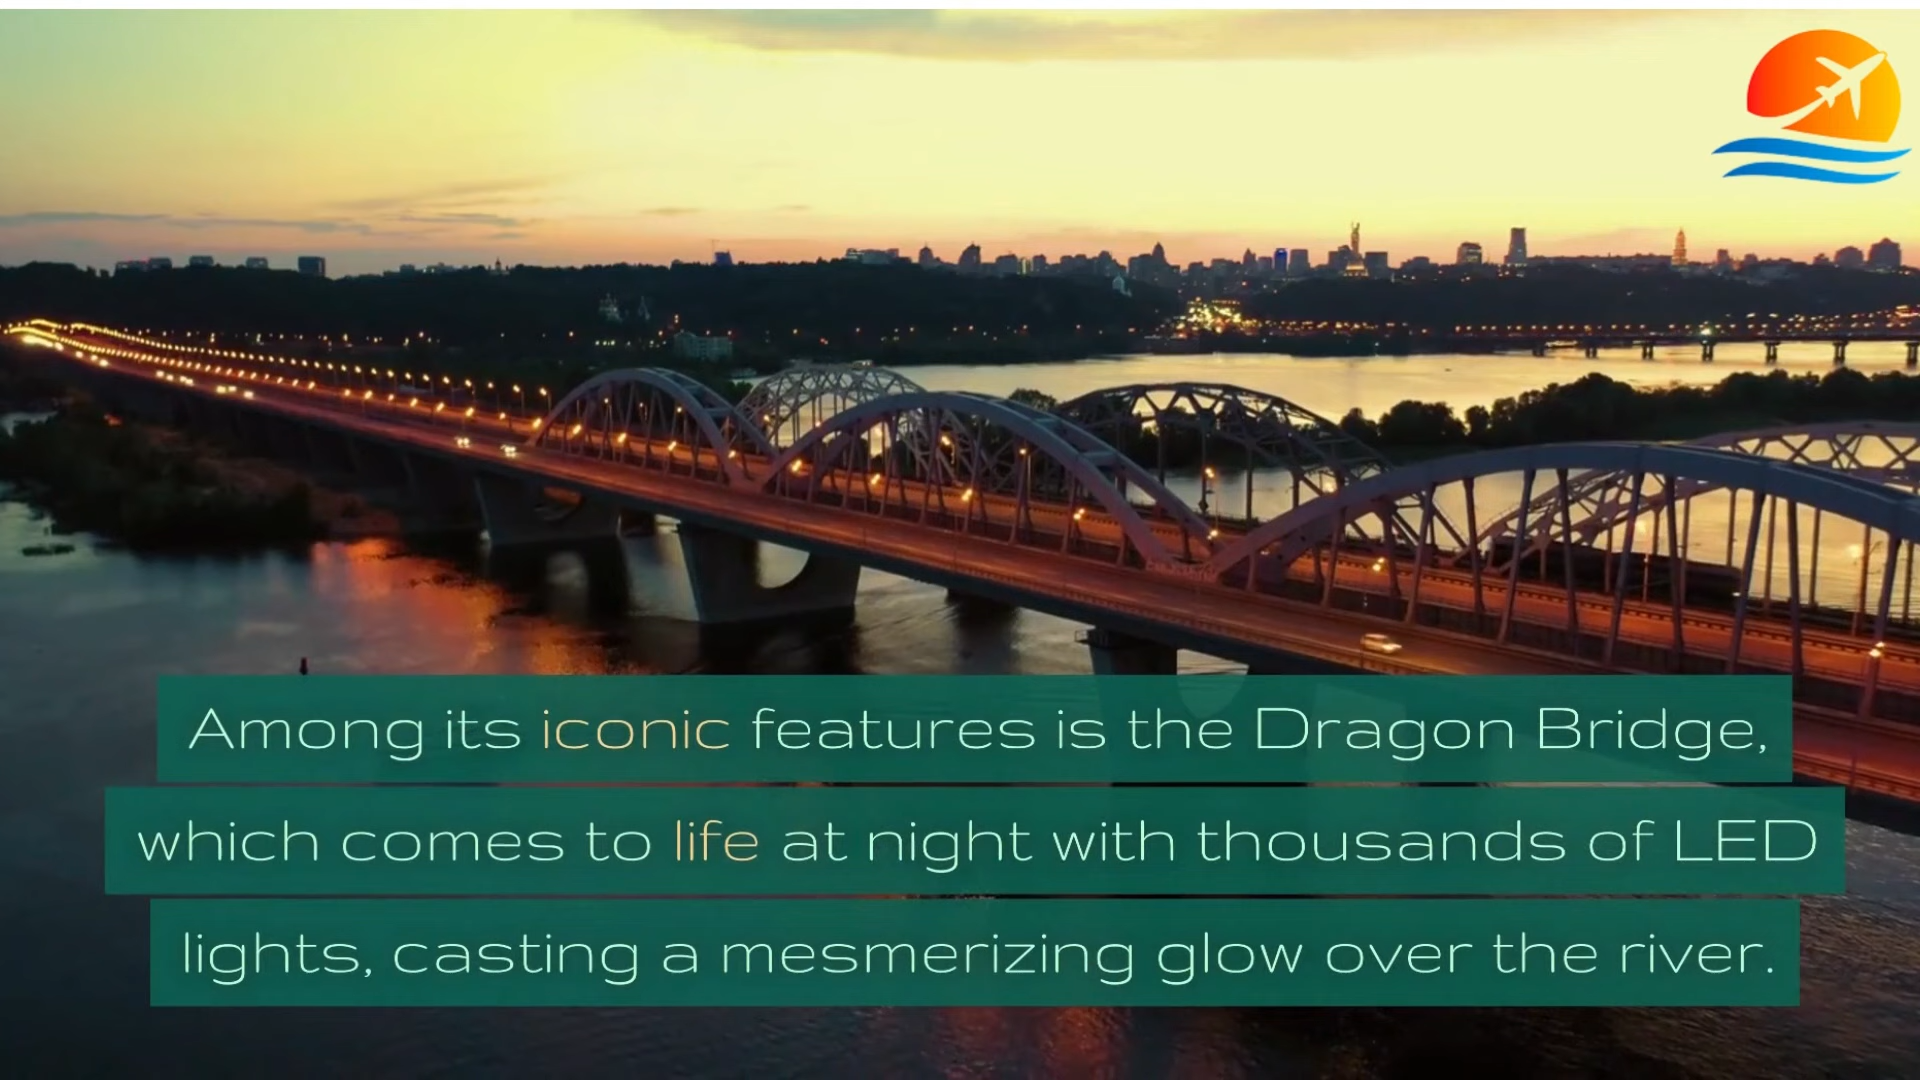 Among its iconic features is the Dragon Bridge,
which comes to life at night with thousands of LED
lights, casting a mesmerizing glow over the river.